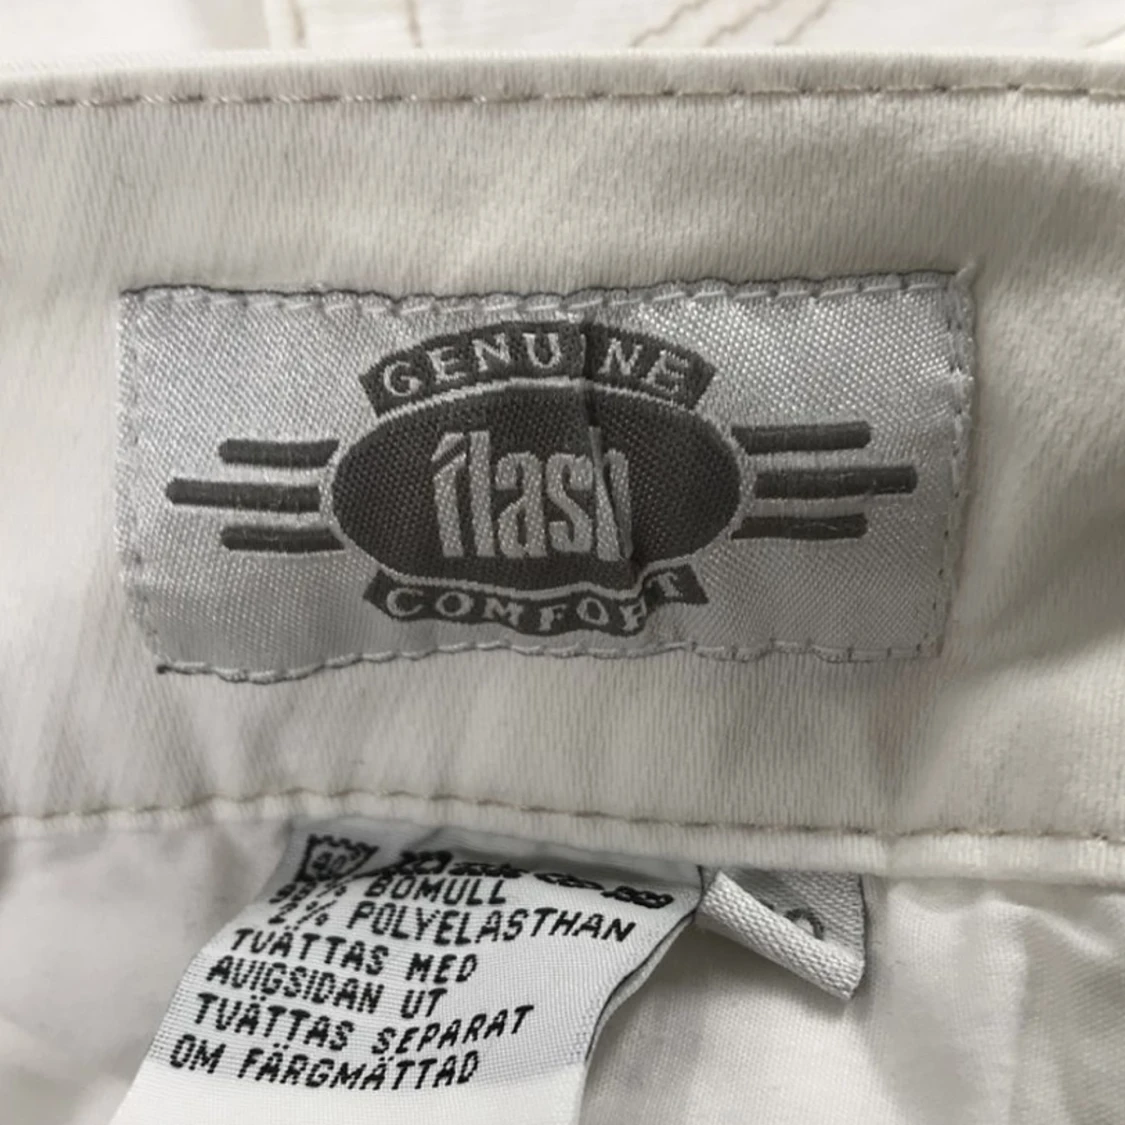 GENUINE
flash
COMFORT
98% BOMULL
2% POLYELASTHAN
TVÄTTAS MED
AVIGSIDAN UT
TVÄTTAS SEPARAT
OM FÄRGMÄTTAD